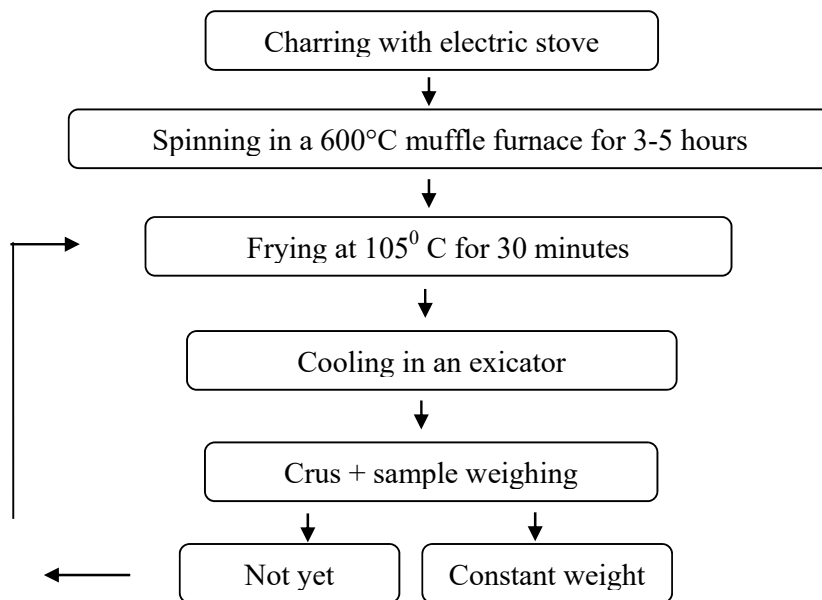 Charring with electric stove
Spinning in a 600°C muffle furnace for 3-5 hours
Frying at 105⁰ C for 30 minutes
Cooling in an exicator
Crus + sample weighing
Not yet
Constant weight